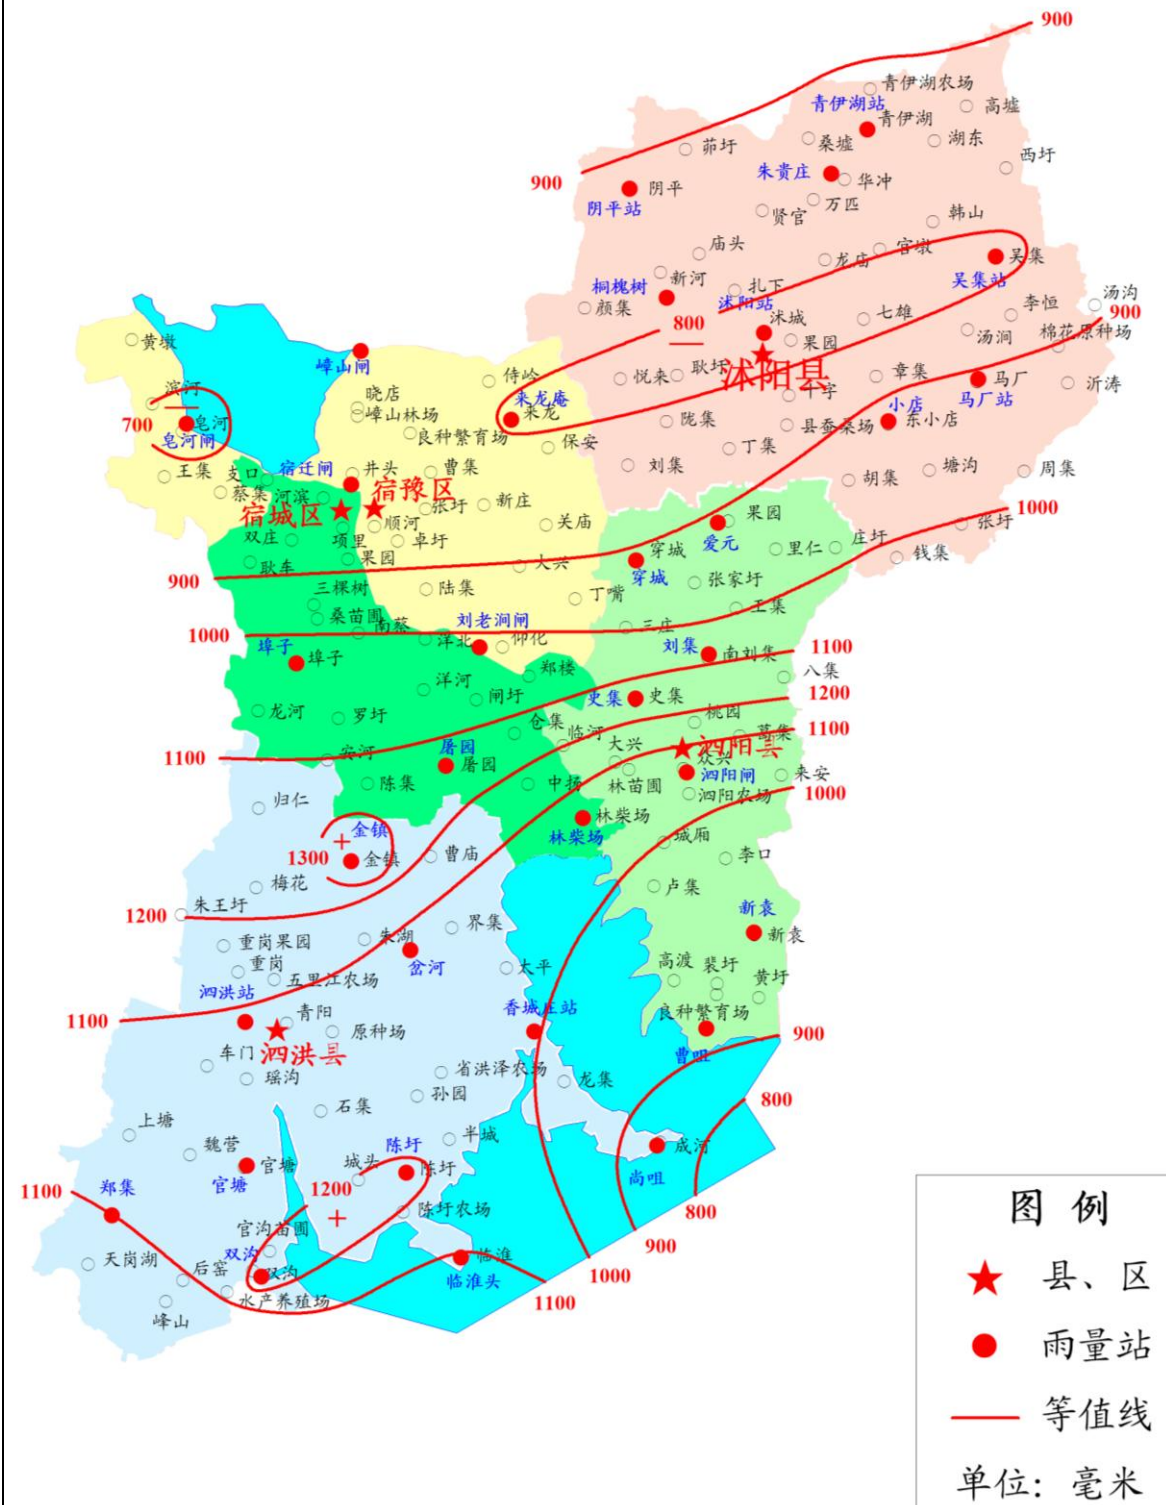 900
青伊湖农场
青伊湖站
高墟
青伊湖
桑墟
湖东
茆圩
西圩
朱贵庄
华冲
900
阴平
阴平站
万匹
贤官
韩山
庙头
宫墩
龙庙
吴集
新河
吴集站
桐槐树
扎下
沭阳站
汤沟
颜集
李恒
900
800
七雄
沭城
汤涧
棉花原种场
果园
黄墩
嶂山闸
沭阳县
侍岭
悦来
耿圩
章集
马厂
沂涛
马厂站
滨河
晓店
来龙庵
十字
小店
700
皂河
嶂山林场
来龙
陇集
县蚕桑场
东小店
皂河闸
良种繁育场
保安
丁集
王集
支口
宿迁闸
井头
曹集
刘集
胡集
塘沟
周集
蔡集
河滨
宿豫区
新庄
张圩
1000
宿城区
顺河
关庙
果园
张圩
双庄
项里
卓圩
爱元
里仁
庄圩
钱集
耿车
果园
大兴
穿城
900
穿城
三棵树
陆集
丁嘴
张家圩
桑苗圃
王集
1000
南蔡
刘老涧闸
三庄
埠子
洋北
仰化
刘集
南刘集
1100
埠子
郑楼
八集
洋河
闸圩
史集
史集
1200
龙河
罗圩
仓集
桃园
临河
葛集
1100
1100
安河
屠园
大兴
泗阳县
众兴
屠园
泗阳闸
来安
陈集
中扬
林苗圃
泗阳农场
1000
归仁
林柴场
金镇
林柴场
城厢
1300
金镇
曹庙
李口
梅花
卢集
朱王圩
1200
新袁
界集
新袁
重岗果园
朱湖
重岗
岔河
太平
高渡
裴圩
黄圩
五里江农场
泗洪站
香城庄站
良种繁育场
1100
青阳
原种场
900
泗洪县
曹咀
车门
省洪泽农场
瑶沟
龙集
孙园
800
石集
上塘
半城
魏营
陈圩
成河
城头
官塘
陈圩
1100
郑集
官塘
1200
尚咀
陈圩农场
800
官沟苗圃
900
双沟
临淮
天岗湖
后窑
双沟
1000
临淮头
水产养殖场
1100
峰山
图 例
县、区
雨量站
等值线
单位：毫米